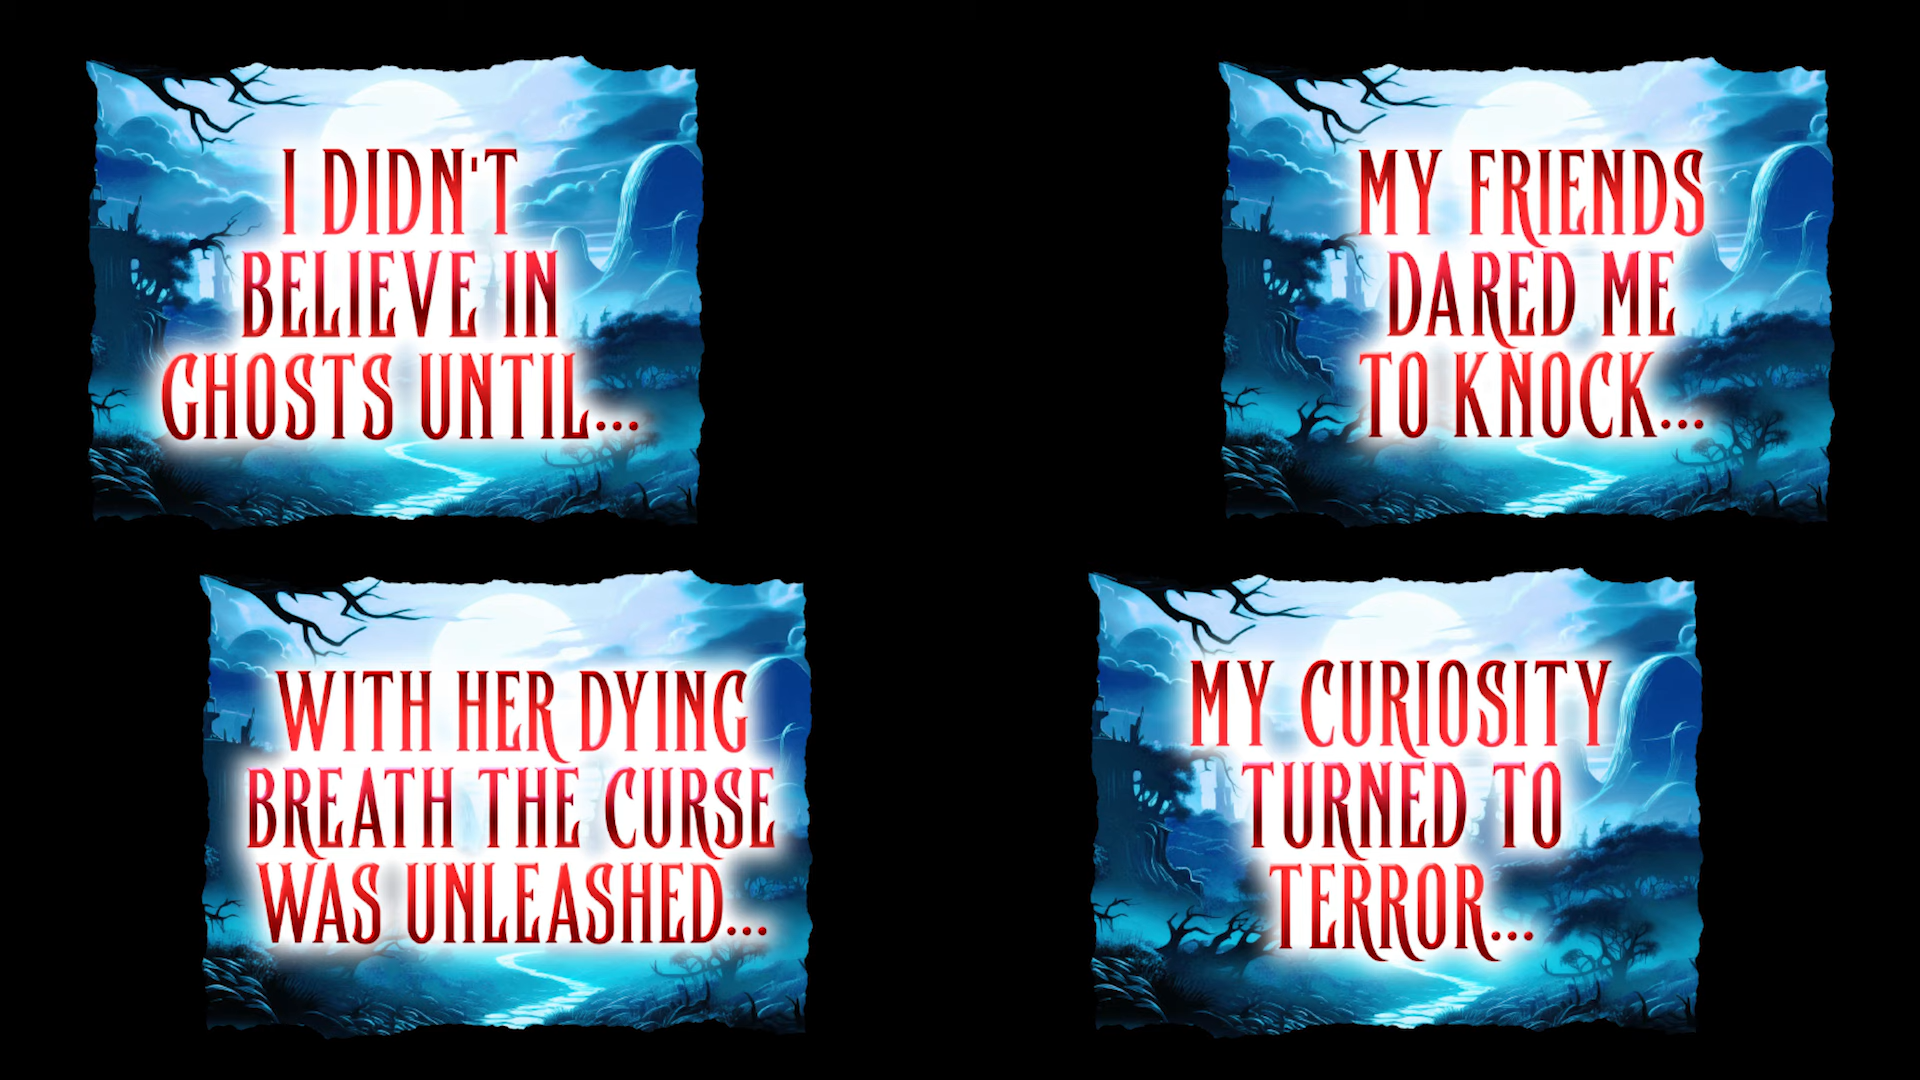 I DIDN'T
BELIEVE IN
GHOSTS UNTIL...
MY FRIENDS
DARED ME
TO KNOCK...
WITH HER DYING
BREATH THE CURSE
WAS UNLEASHED...
MY CURIOSITY
TURNED TO
TERROR...